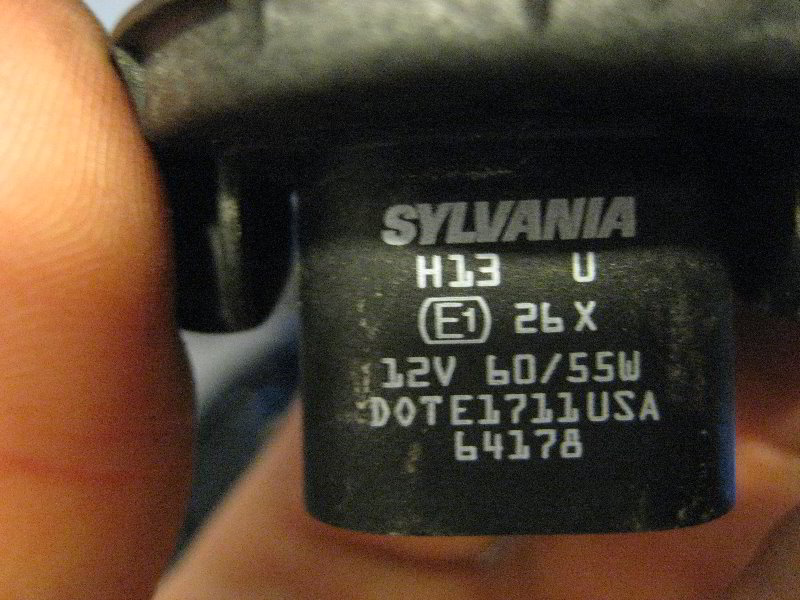 SYLVANIA
H13 U
E1 26 X
12V 60/55W
DOTE1711USA
64178